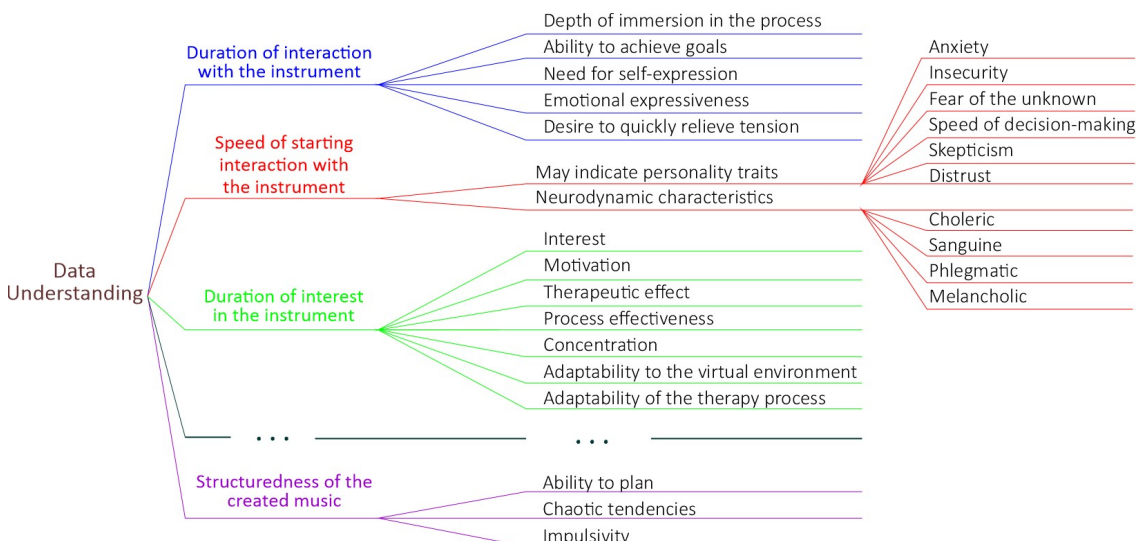 Data
Understanding
Duration of interaction
with the instrument
Depth of immersion in the process
Ability to achieve goals
Need for self-expression
Emotional expressiveness
Desire to quickly relieve tension
Speed of starting
interaction with
the instrument
May indicate personality traits
Anxiety
Insecurity
Fear of the unknown
Speed of decision-making
Skepticism
Distrust
Neurodynamic characteristics
Choleric
Sanguine
Phlegmatic
Melancholic
Duration of interest
in the instrument
Interest
Motivation
Therapeutic effect
Process effectiveness
Concentration
Adaptability to the virtual environment
Adaptability of the therapy process
...
...
Structuredness of the
created music
Ability to plan
Chaotic tendencies
Impulsivity